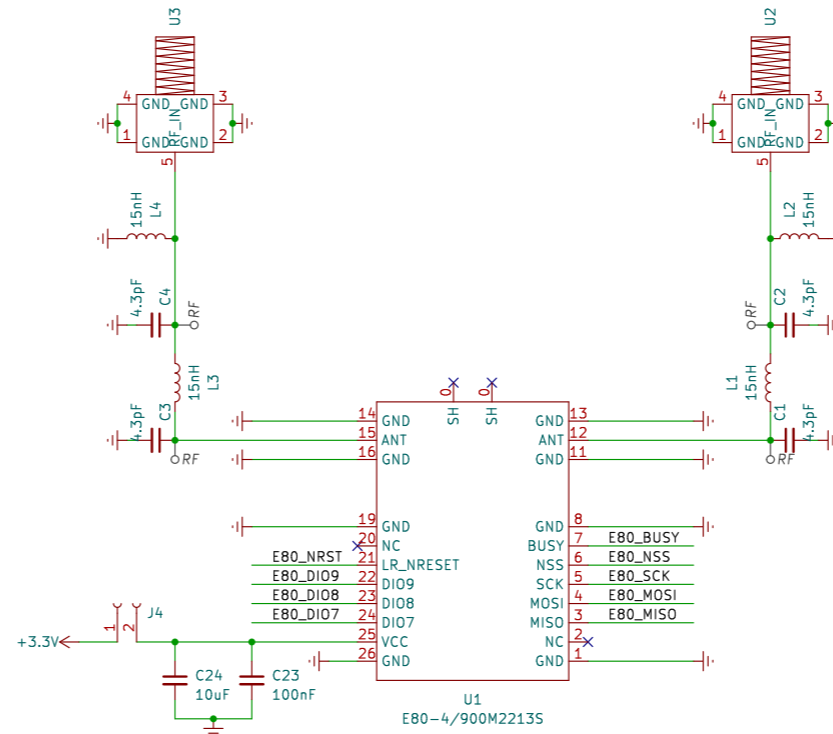 U3
U2
4 GND GND 3
1 GND GND 2
RF_IN
5
4 GND GND 3
1 GND GND 2
RF_IN
5
15nH
L4
L2
15nH
4.3pF
C4
RF
RF
C2
4.3pF
15nH
L3
L1
15nH
4.3pF
C3
RF
C1
4.3pF
RF
0 0
SH SH
14 GND GND 13
15 ANT ANT 12
16 GND GND 11
19 GND GND 8
20 NC BUSY 7 E80_BUSY
E80_NRST 21 LR_NRESET NSS 6 E80_NSS
E80_DIO9 22 DIO9 SCK 5 E80_SCK
E80_DIO8 23 DIO8 MOSI 4 E80_MOSI
E80_DIO7 24 DIO7 MISO 3 E80_MISO
25 VCC NC 2
26 GND GND 1
J4
1 2
+3.3V
C24
10uF
C23
100nF
U1
E80-4/900M2213S